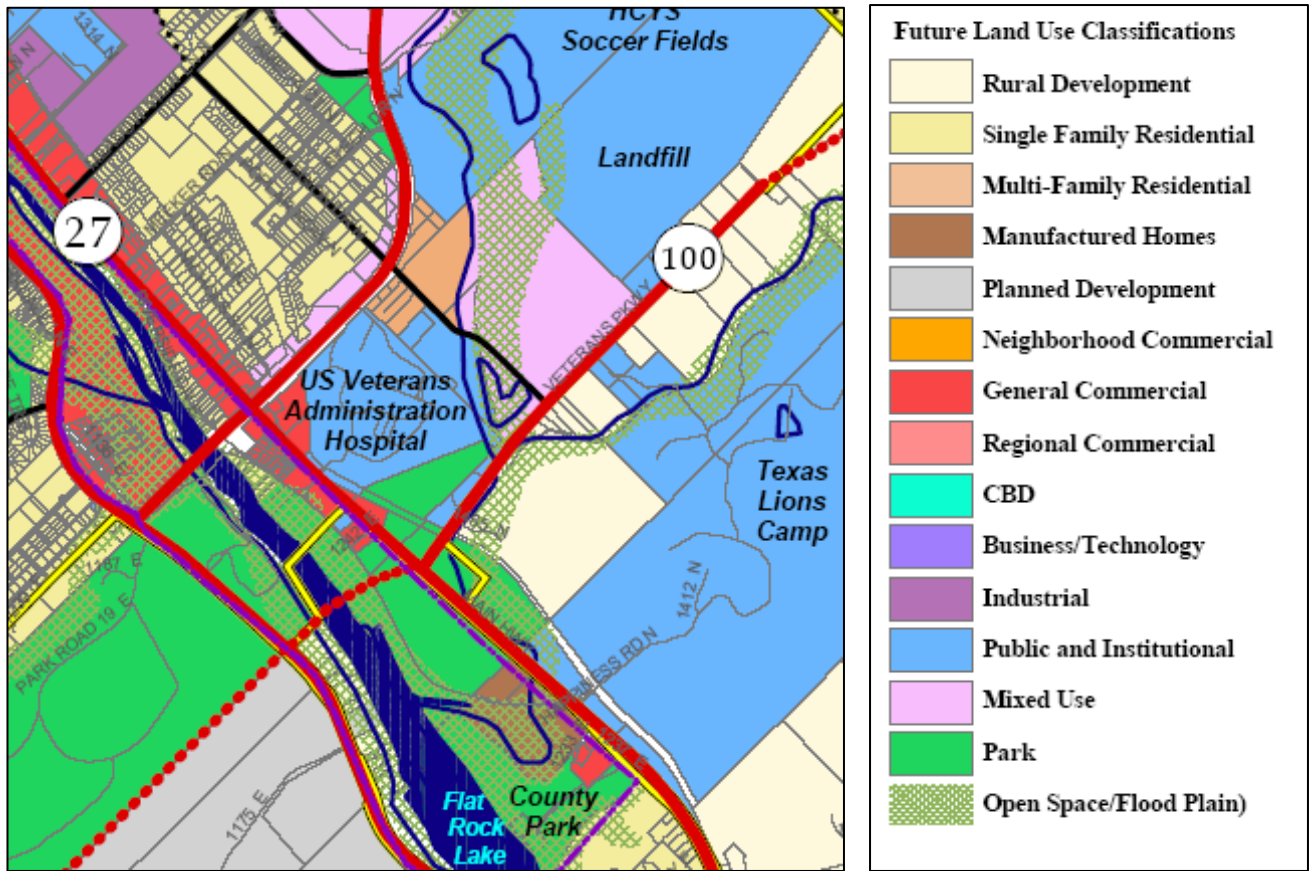 HCYS
Soccer Fields
1314 N
Landfill
27
100
VETERANS PKWY
US Veterans
Administration
Hospital
Texas
Lions
Camp
1412 N
1167 E
PARK ROAD 19 E
1175 E
County
Park
Flat
Rock
Lake
Future Land Use Classifications
Rural Development
Single Family Residential
Multi-Family Residential
Manufactured Homes
Planned Development
Neighborhood Commercial
General Commercial
Regional Commercial
CBD
Business/Technology
Industrial
Public and Institutional
Mixed Use
Park
Open Space/Flood Plain)